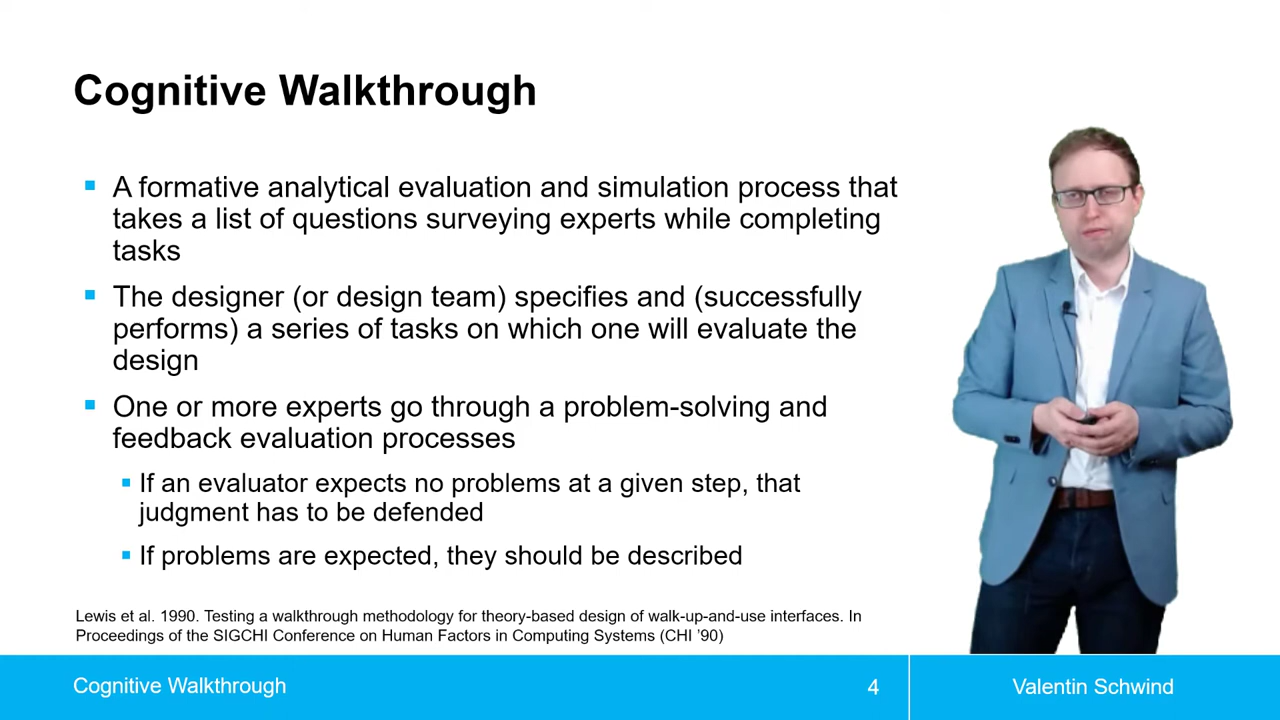 Cognitive Walkthrough
A formative analytical evaluation and simulation process that
takes a list of questions surveying experts while completing
tasks
The designer (or design team) specifies and (successfully
performs) a series of tasks on which one will evaluate the
design
One or more experts go through a problem-solving and
feedback evaluation processes
If an evaluator expects no problems at a given step, that
judgment has to be defended
If problems are expected, they should be described
Lewis et al. 1990. Testing a walkthrough methodology for theory-based design of walk-up-and-use interfaces. In
Proceedings of the SIGCHI Conference on Human Factors in Computing Systems (CHI ’90)
Cognitive Walkthrough
4
Valentin Schwind